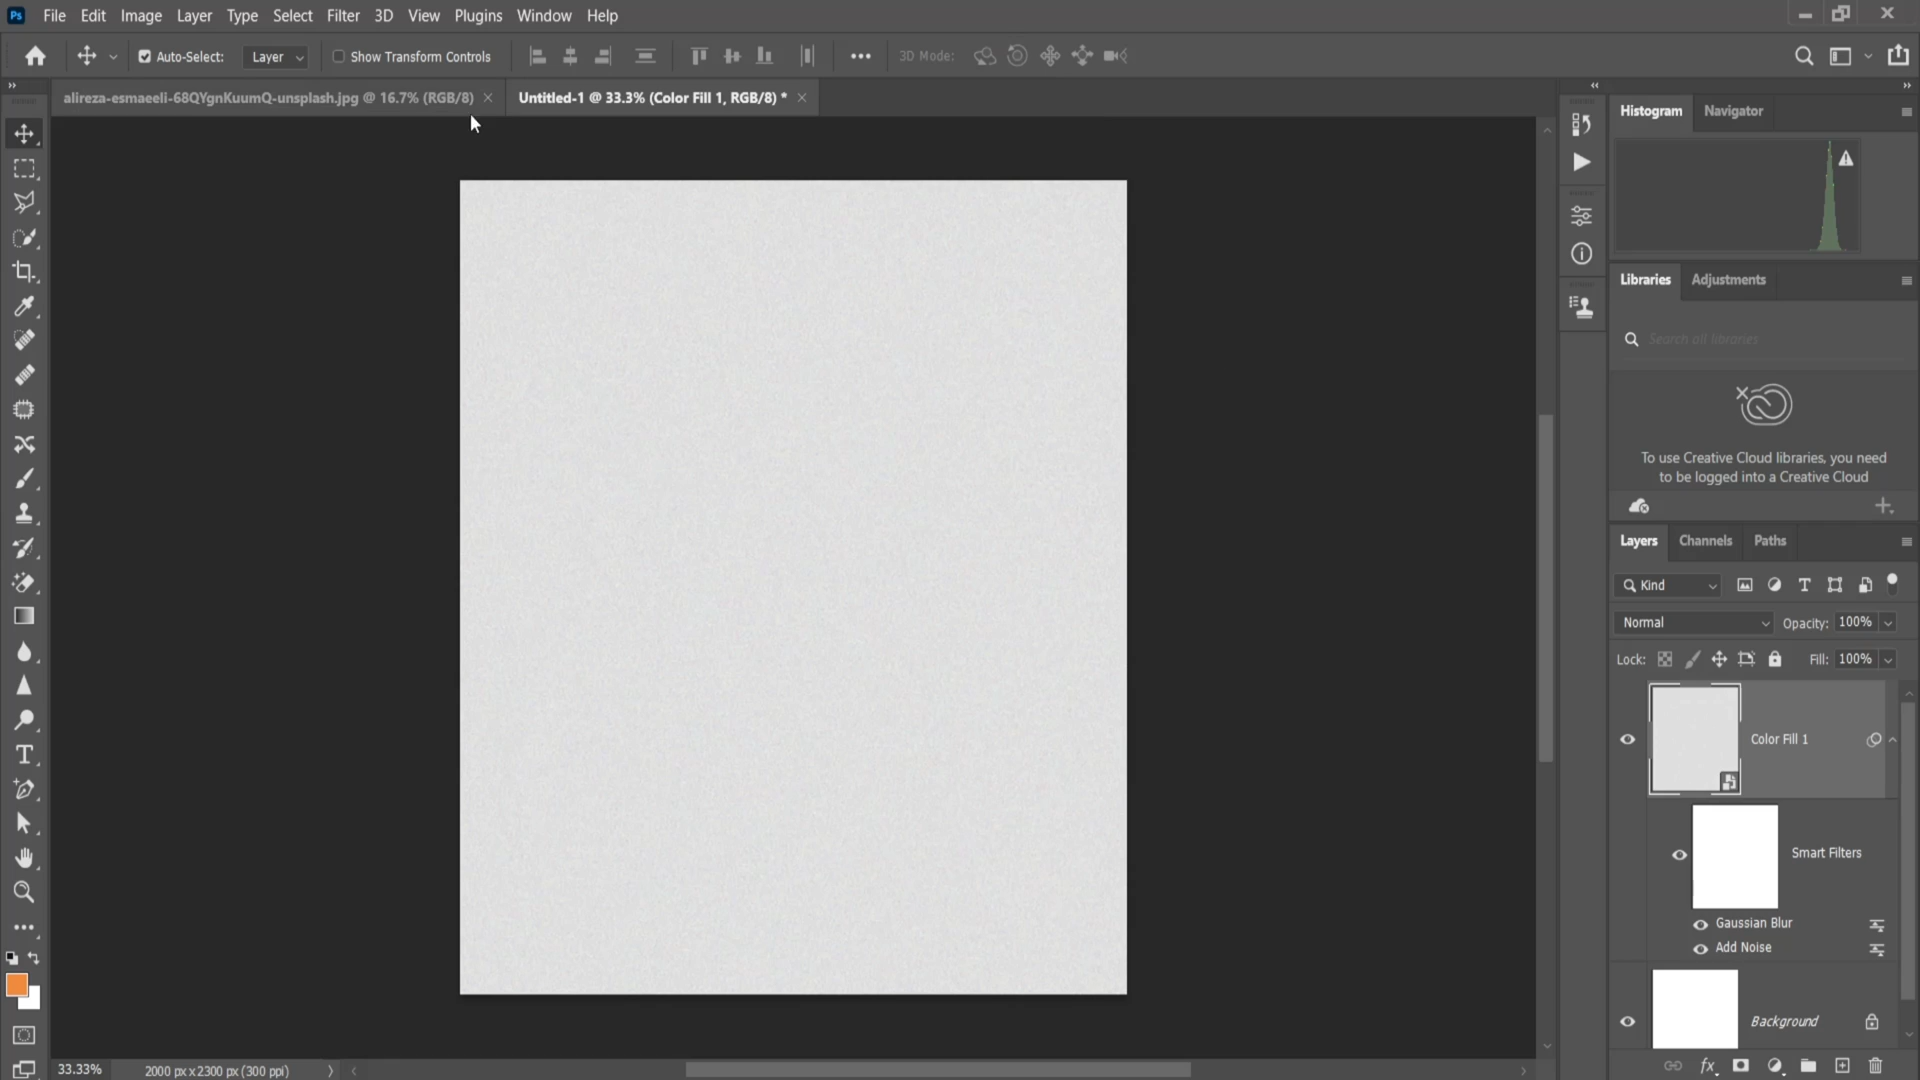 Ps File Edit Image Layer Type Select Filter 3D View Plugins Window Help
Auto-Select: Layer Show Transform Controls 3D Mode:
alireza-esmaeeli-68QYgnKuumQ-unsplash.jpg @ 16.7% (RGB/8) Untitled-1 @ 33.3% (Color Fill 1, RGB/8) *
Histogram Navigator
Libraries Adjustments
Search all libraries
To use Creative Cloud libraries, you need
to be logged into a Creative Cloud
Layers Channels Paths
Kind
Normal Opacity: 100%
Lock: Fill: 100%
Color Fill 1
Smart Filters
Gaussian Blur
Add Noise
Background
33.33% 2000 px x 2300 px (300 ppi)